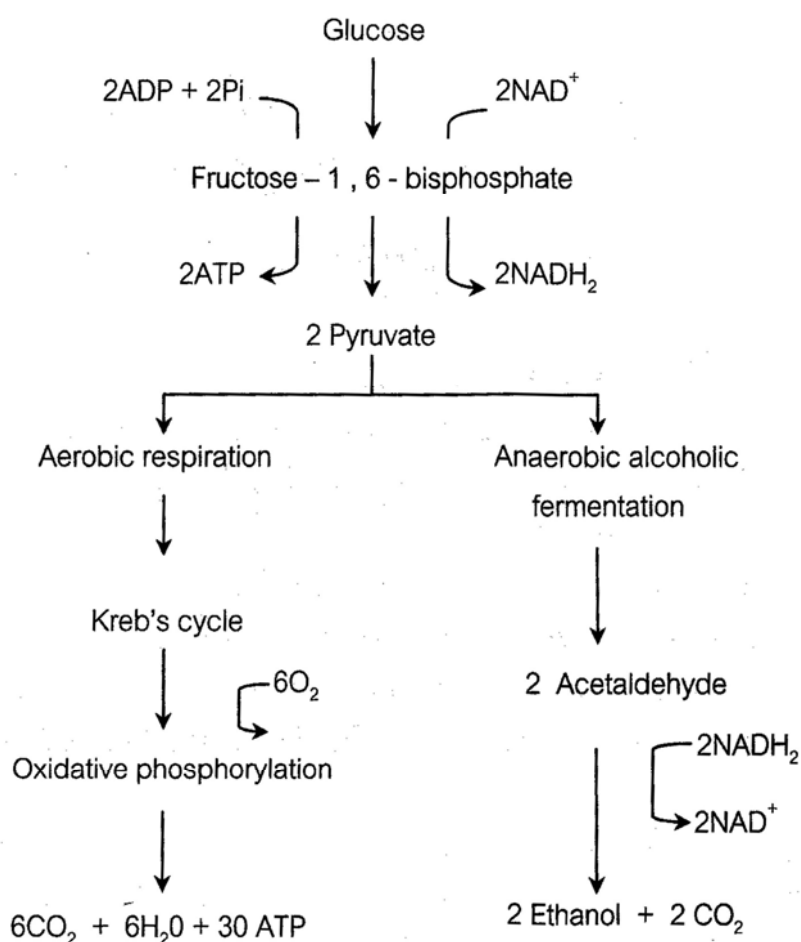 Glucose
2ADP + 2Pi
2NAD⁺
Fructose – 1 , 6 - bisphosphate
2ATP
2NADH₂
2 Pyruvate
Aerobic respiration
Anaerobic alcoholic
fermentation
Kreb's cycle
2 Acetaldehyde
6O₂
2NADH₂
Oxidative phosphorylation
2NAD⁺
6CO₂ + 6H₂0 + 30 ATP
2 Ethanol + 2 CO₂